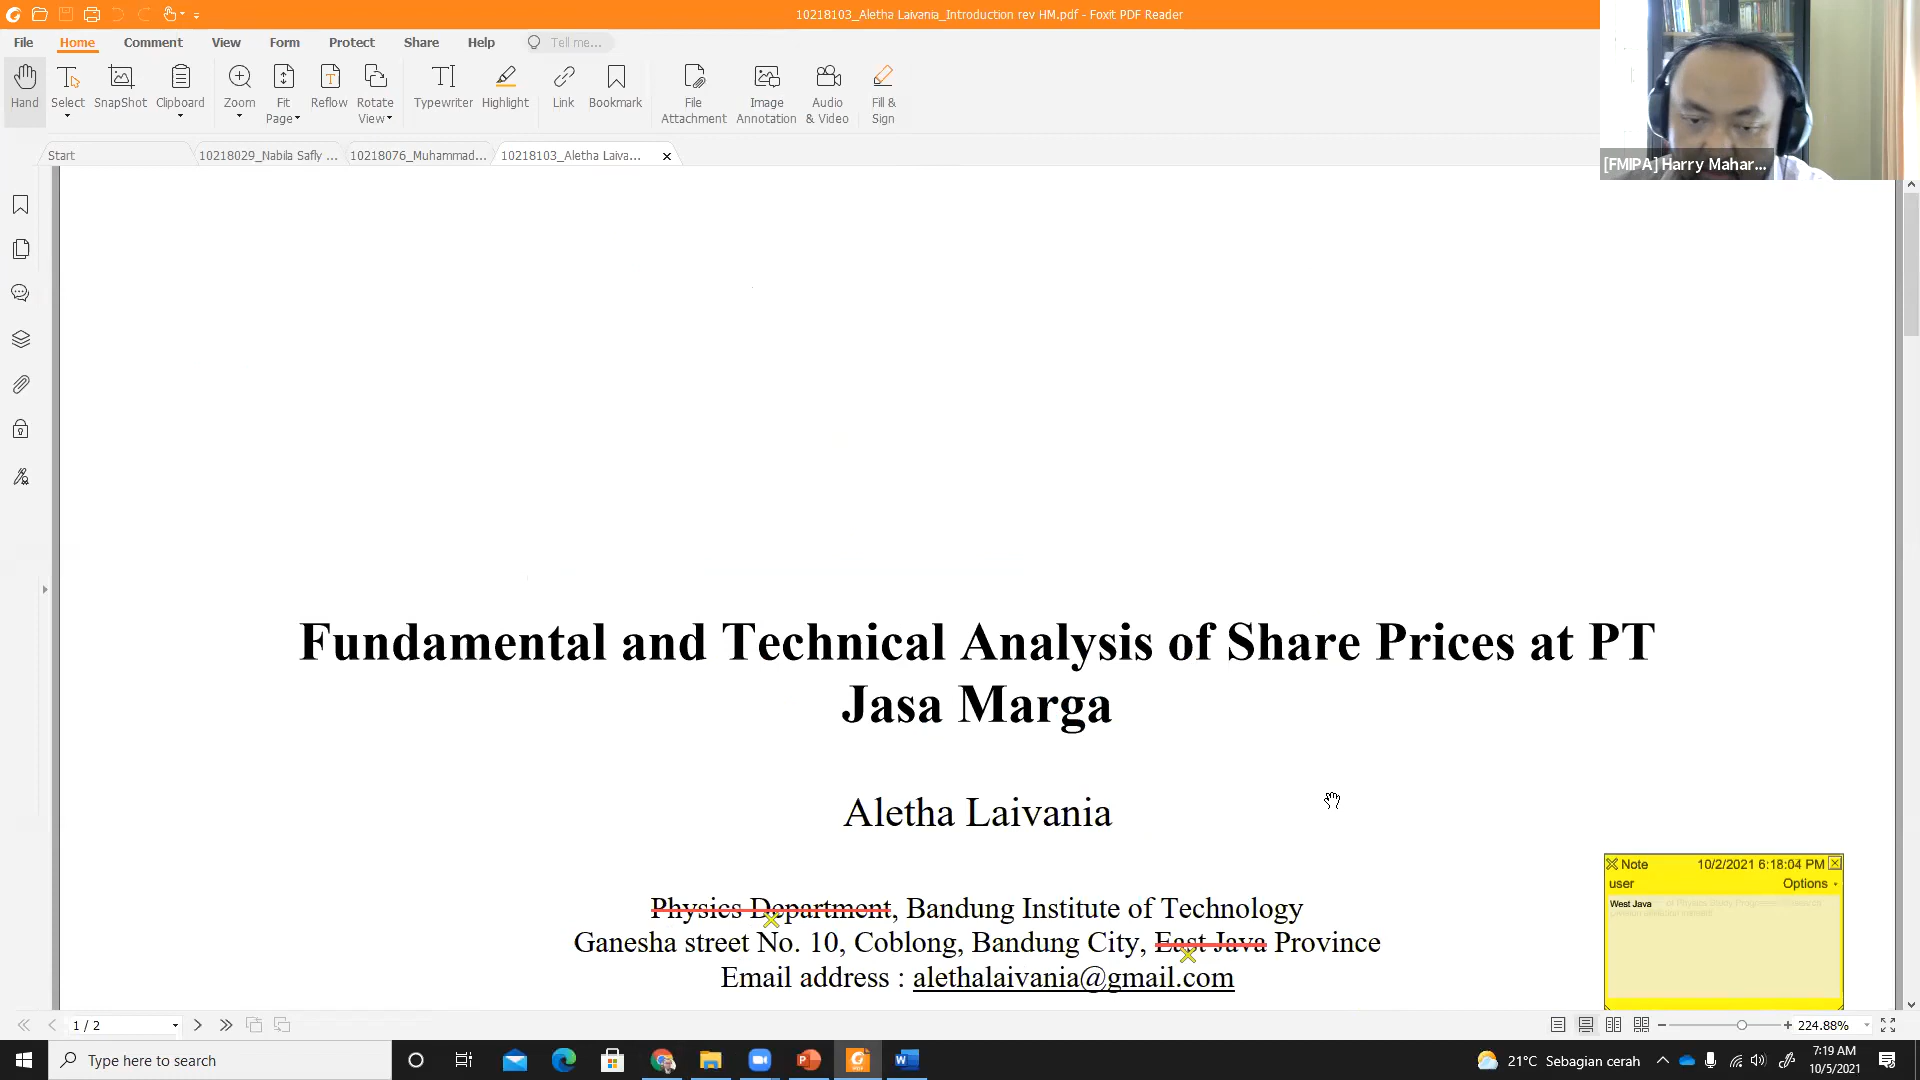 10218103_Aletha Laivania_Introduction rev HM.pdf - Foxit PDF Reader
File Home Comment View Form Protect Share Help Tell me...
Hand Select SnapShot Clipboard Zoom Fit Page Reflow Rotate View Typewriter Highlight Link Bookmark File Attachment Image Annotation Audio & Video Fill & Sign
[FMIPA] Harry Mahar...
Start 10218029_Nabila Safly ... 10218076_Muhammad... 10218103_Aletha Laiva...
Fundamental and Technical Analysis of Share Prices at PT
Jasa Marga
Aletha Laivania
Physics Department, Bandung Institute of Technology
Ganesha street No. 10, Coblong, Bandung City, East Java Province
Email address : alethalaivania@gmail.com
Note 10/2/2021 6:18:04 PM
user Options
West Java
1 / 2
224.88%
Type here to search
21°C Sebagian cerah
7:19 AM
10/5/2021